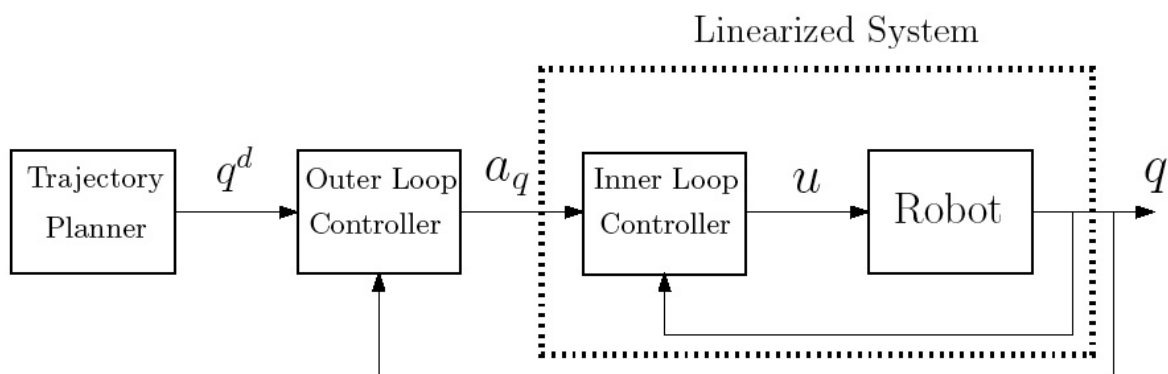 Linearized System
Trajectory
Planner
q^d
Outer Loop
Controller
a_q
Inner Loop
Controller
u
Robot
q